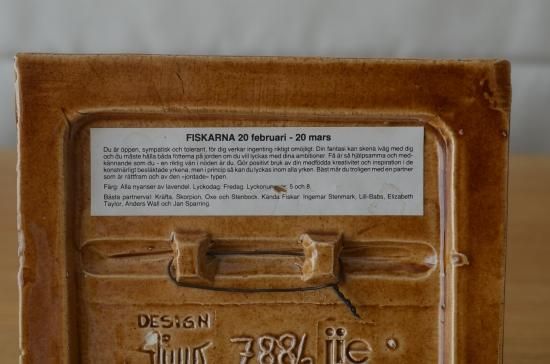 FISKARNA 20 februari - 20 mars
Du är öppen, sympatisk och tolerant, för dig verkar ingenting riktigt omöjligt. Din fantasi kan skena iväg med dig
och du måste hålla båda fötterna på jorden om du vill lyckas med dina ambitioner. Få är så hjälpsamma och med-
kännande som du - en riktig vän i nöden är du. Gör positivt bruk av din medfödda kreativitet och inspiration i de
konstnärligt besläktade yrkena, men i princip så kan du lyckas inom alla yrken. Bäst mår du troligen med en partner
som är rättfram och av den »jordade» typen.
Färg: Alla nyanser av lavendel. Lyckodag: Fredag. Lyckonummer: 5 och 8.
Bästa partnerval: Kräfta, Skorpion, Oxe och Stenbock. Kända Fiskar: Ingemar Stenmark, Lill-Babs, Elizabeth
Taylor, Anders Wall och Jan Sparring.
DESIGN
7886 jie